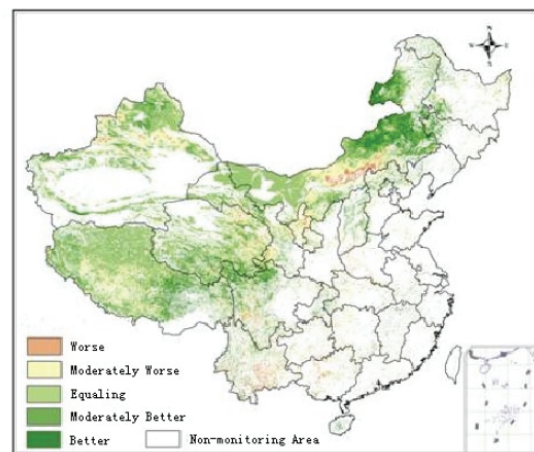 N
Worse
Moderately Worse
Equaling
Moderately Better
Better
Non-monitoring Area